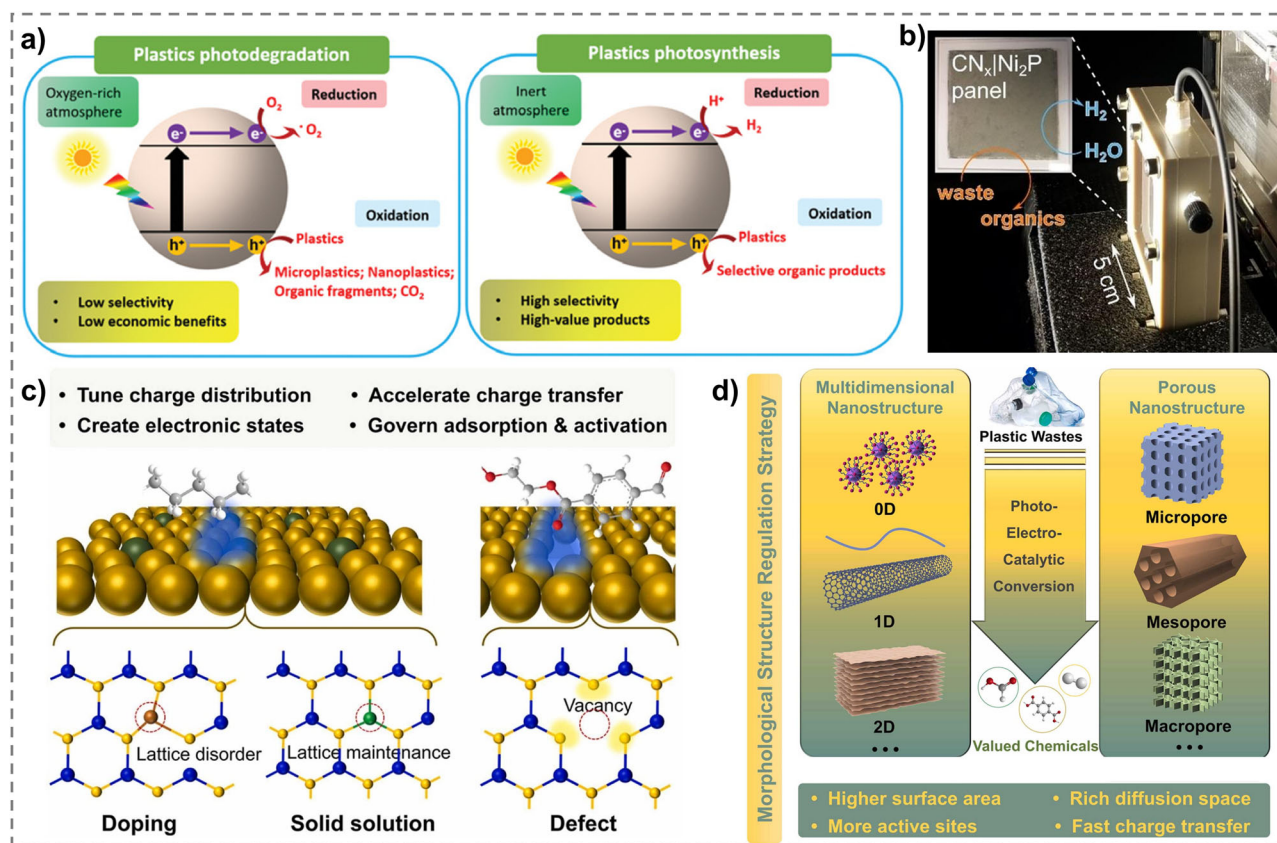 a)
Plastics photodegradation
Oxygen-rich
atmosphere
O₂
Reduction
e⁻
e⁻
· O₂
Oxidation
h⁺
h⁺
Plastics
Microplastics; Nanoplastics;
Organic fragments; CO₂
• Low selectivity
• Low economic benefits
Plastics photosynthesis
Inert
atmosphere
H⁺
Reduction
e⁻
e⁻
H₂
Oxidation
h⁺
h⁺
Plastics
Selective organic products
• High selectivity
• High-value products
b)
CNₓ|Ni₂P
panel
H₂
H₂O
waste
organics
5 cm
c)
• Tune charge distribution
• Accelerate charge transfer
• Create electronic states
• Govern adsorption & activation
Lattice disorder
Lattice maintenance
Vacancy
Doping
Solid solution
Defect
d)
Morphological Structure Regulation Strategy
Multidimensional
Nanostructure
0D
1D
2D
• • •
Plastic Wastes
Photo-
Electro-
Catalytic
Conversion
Valued Chemicals
Porous
Nanostructure
Micropore
Mesopore
Macropore
• • •
• Higher surface area
• Rich diffusion space
• More active sites
• Fast charge transfer